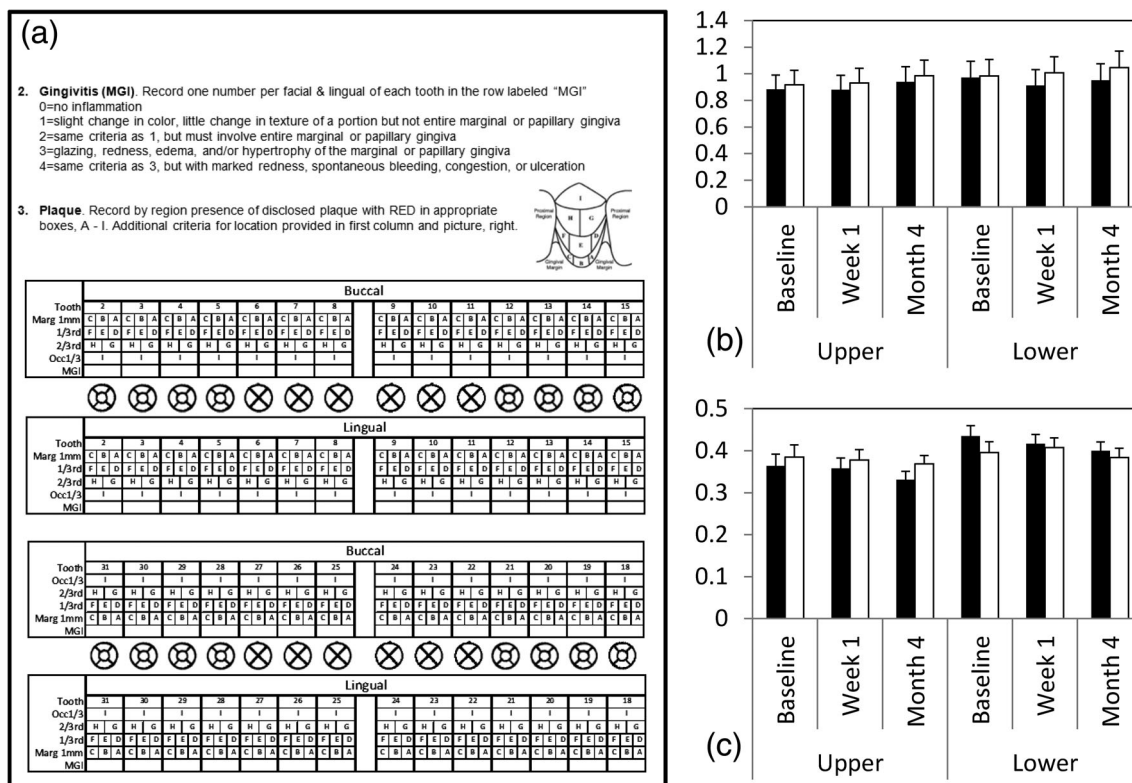 (a)
2. Gingivitis (MGI). Record one number per facial & lingual of each tooth in the row labeled “MGI”
0=no inflammation
1=slight change in color, little change in texture of a portion but not entire marginal or papillary gingiva
2=same criteria as 1, but must involve entire marginal or papillary gingiva
3=glazing, redness, edema, and/or hypertrophy of the marginal or papillary gingiva
4=same criteria as 3, but with marked redness, spontaneous bleeding, congestion, or ulceration
3. Plaque. Record by region presence of disclosed plaque with RED in appropriate
boxes, A - I. Additional criteria for location provided in first column and picture, right.
I
Proximal Region H G Proximal Region
F E D
Gingival Margin B A Gingival Margin
Buccal
Tooth 2 3 4 5 6 7 8 9 10 11 12 13 14 15
Marg 1mm C B A C B A C B A C B A C B A C B A C B A C B A C B A C B A C B A C B A C B A C B A
1/3rd F E D F E D F E D F E D F E D F E D F E D F E D F E D F E D F E D F E D F E D F E D
2/3rd H G H G H G H G H G H G H G H G H G H G H G H G H G H G
Occ1/3 I I I I I I I I I I I I I I
MGI
Lingual
Tooth 2 3 4 5 6 7 8 9 10 11 12 13 14 15
Marg 1mm C B A C B A C B A C B A C B A C B A C B A C B A C B A C B A C B A C B A C B A C B A
1/3rd F E D F E D F E D F E D F E D F E D F E D F E D F E D F E D F E D F E D F E D F E D
2/3rd H G H G H G H G H G H G H G H G H G H G H G H G H G H G
Occ1/3 I I I I I I I I I I I I I I
MGI
Buccal
Tooth 31 30 29 28 27 26 25 24 23 22 21 20 19 18
Occ1/3 I I I I I I I I I I I I I I
2/3rd H G H G H G H G H G H G H G H G H G H G H G H G H G H G
1/3rd F E D F E D F E D F E D F E D F E D F E D F E D F E D F E D F E D F E D F E D F E D
Marg 1mm C B A C B A C B A C B A C B A C B A C B A C B A C B A C B A C B A C B A C B A C B A
MGI
Lingual
Tooth 31 30 29 28 27 26 25 24 23 22 21 20 19 18
Occ1/3 I I I I I I I I I I I I I I
2/3rd H G H G H G H G H G H G H G H G H G H G H G H G H G H G
1/3rd F E D F E D F E D F E D F E D F E D F E D F E D F E D F E D F E D F E D F E D F E D
Marg 1mm C B A C B A C B A C B A C B A C B A C B A C B A C B A C B A C B A C B A C B A C B A
MGI
1.4
1.2
1
0.8
0.6
0.4
0.2
0
Baseline Week 1 Month 4 Baseline Week 1 Month 4
Upper Lower
(b)
0.5
0.4
0.3
0.2
0.1
0
Baseline Week 1 Month 4 Baseline Week 1 Month 4
Upper Lower
(c)